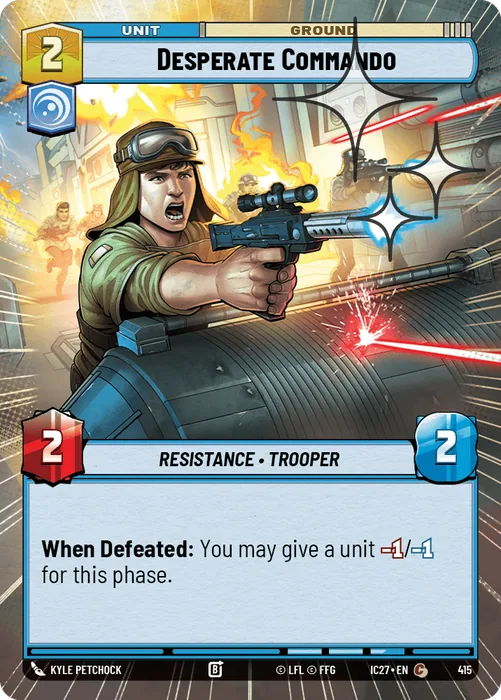 2
UNIT
GROUND
DESPERATE COMMANDO
2
2
RESISTANCE • TROOPER
When Defeated: You may give a unit -1/-1
for this phase.
KYLE PETCHOCK
B
© LFL © FFG
IC27 • EN
C
415